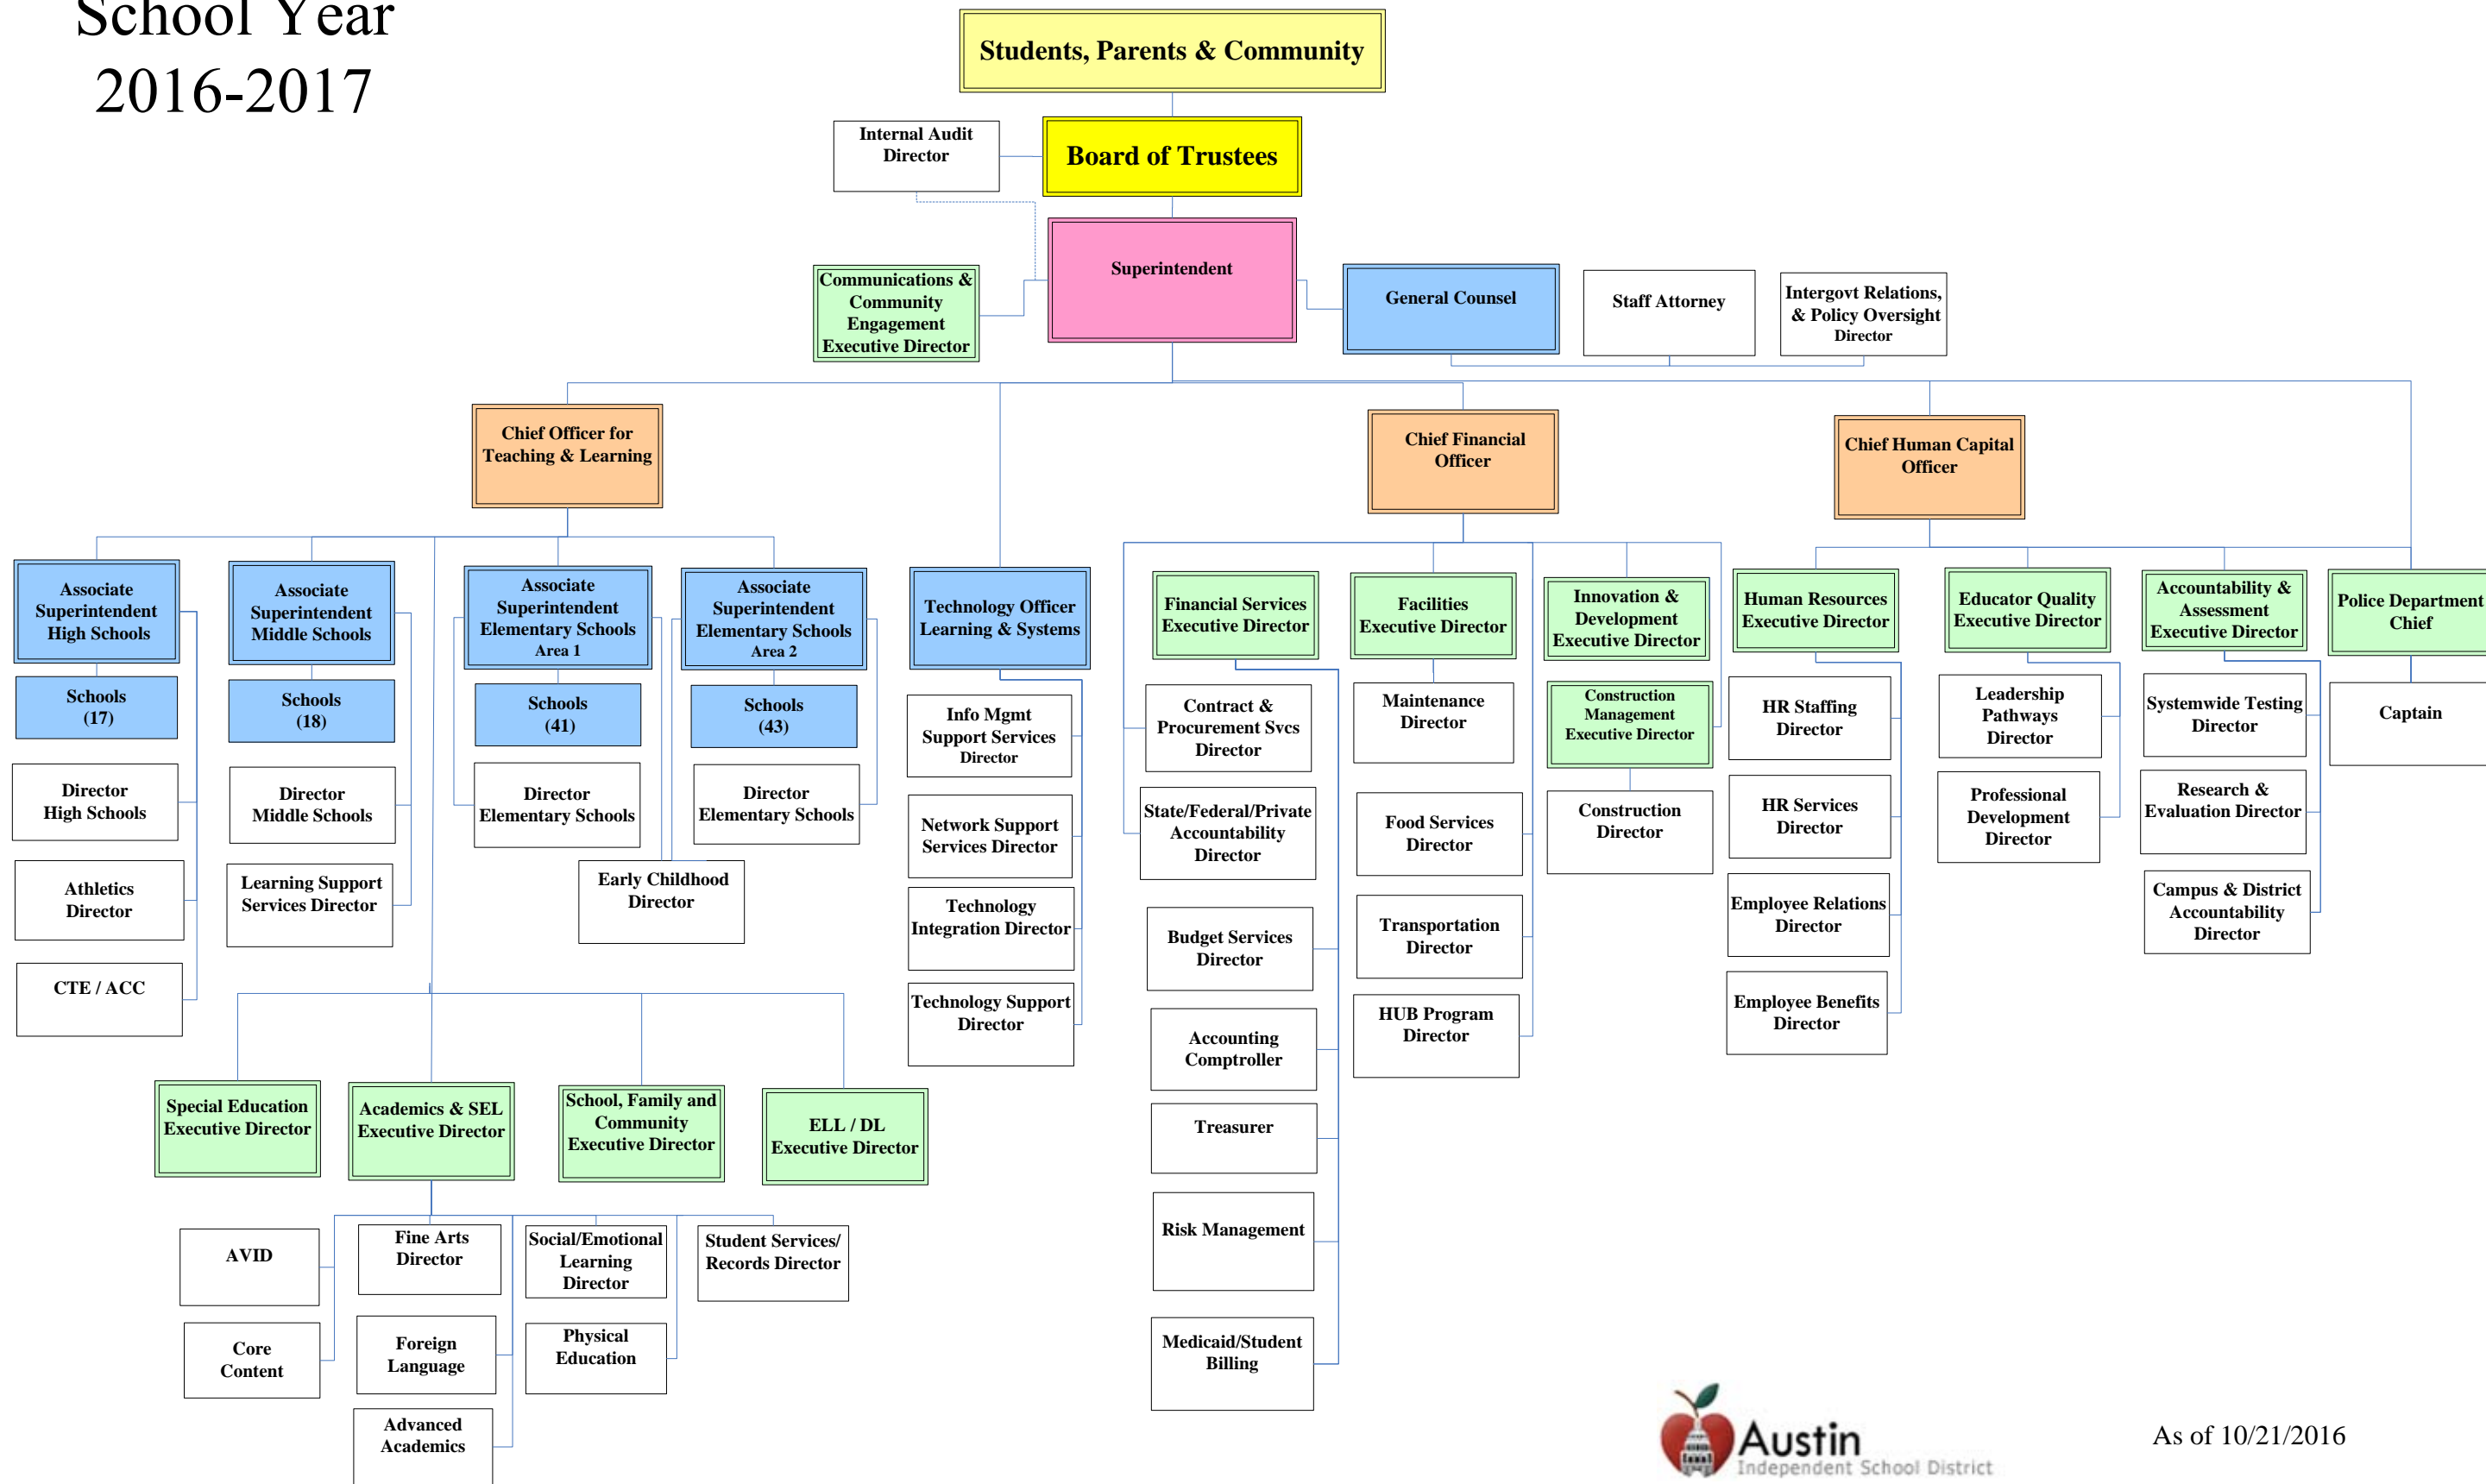 School Year
2016-2017
Students, Parents & Community
Internal Audit
Director
Board of Trustees
Superintendent
Communications &
Community
Engagement
Executive Director
General Counsel
Staff Attorney
Intergovt Relations,
& Policy Oversight
Director
Chief Officer for
Teaching & Learning
Chief Financial
Officer
Chief Human Capital
Officer
Associate
Superintendent
High Schools
Associate
Superintendent
Middle Schools
Associate
Superintendent
Elementary Schools
Area 1
Associate
Superintendent
Elementary Schools
Area 2
Technology Officer
Learning & Systems
Financial Services
Executive Director
Facilities
Executive Director
Innovation &
Development
Executive Director
Human Resources
Executive Director
Educator Quality
Executive Director
Accountability &
Assessment
Executive Director
Police Department
Chief
Schools
(17)
Schools
(18)
Schools
(41)
Schools
(43)
Info Mgmt
Support Services
Director
Contract &
Procurement Svcs
Director
Maintenance
Director
Construction
Management
Executive Director
HR Staffing
Director
Leadership
Pathways
Director
Systemwide Testing
Director
Captain
Director
High Schools
Director
Middle Schools
Director
Elementary Schools
Director
Elementary Schools
Network Support
Services Director
State/Federal/Private
Accountability
Director
Food Services
Director
Construction
Director
HR Services
Director
Professional
Development
Director
Research &
Evaluation Director
Athletics
Director
Learning Support
Services Director
Early Childhood
Director
Technology
Integration Director
Budget Services
Director
Transportation
Director
Employee Relations
Director
Campus & District
Accountability
Director
CTE / ACC
Technology Support
Director
Accounting
Comptroller
HUB Program
Director
Employee Benefits
Director
Special Education
Executive Director
Academics & SEL
Executive Director
School, Family and
Community
Executive Director
ELL / DL
Executive Director
Treasurer
AVID
Fine Arts
Director
Social/Emotional
Learning
Director
Student Services/
Records Director
Risk Management
Core
Content
Foreign
Language
Physical
Education
Medicaid/Student
Billing
Advanced
Academics
Austin
Independent School District
As of 10/21/2016